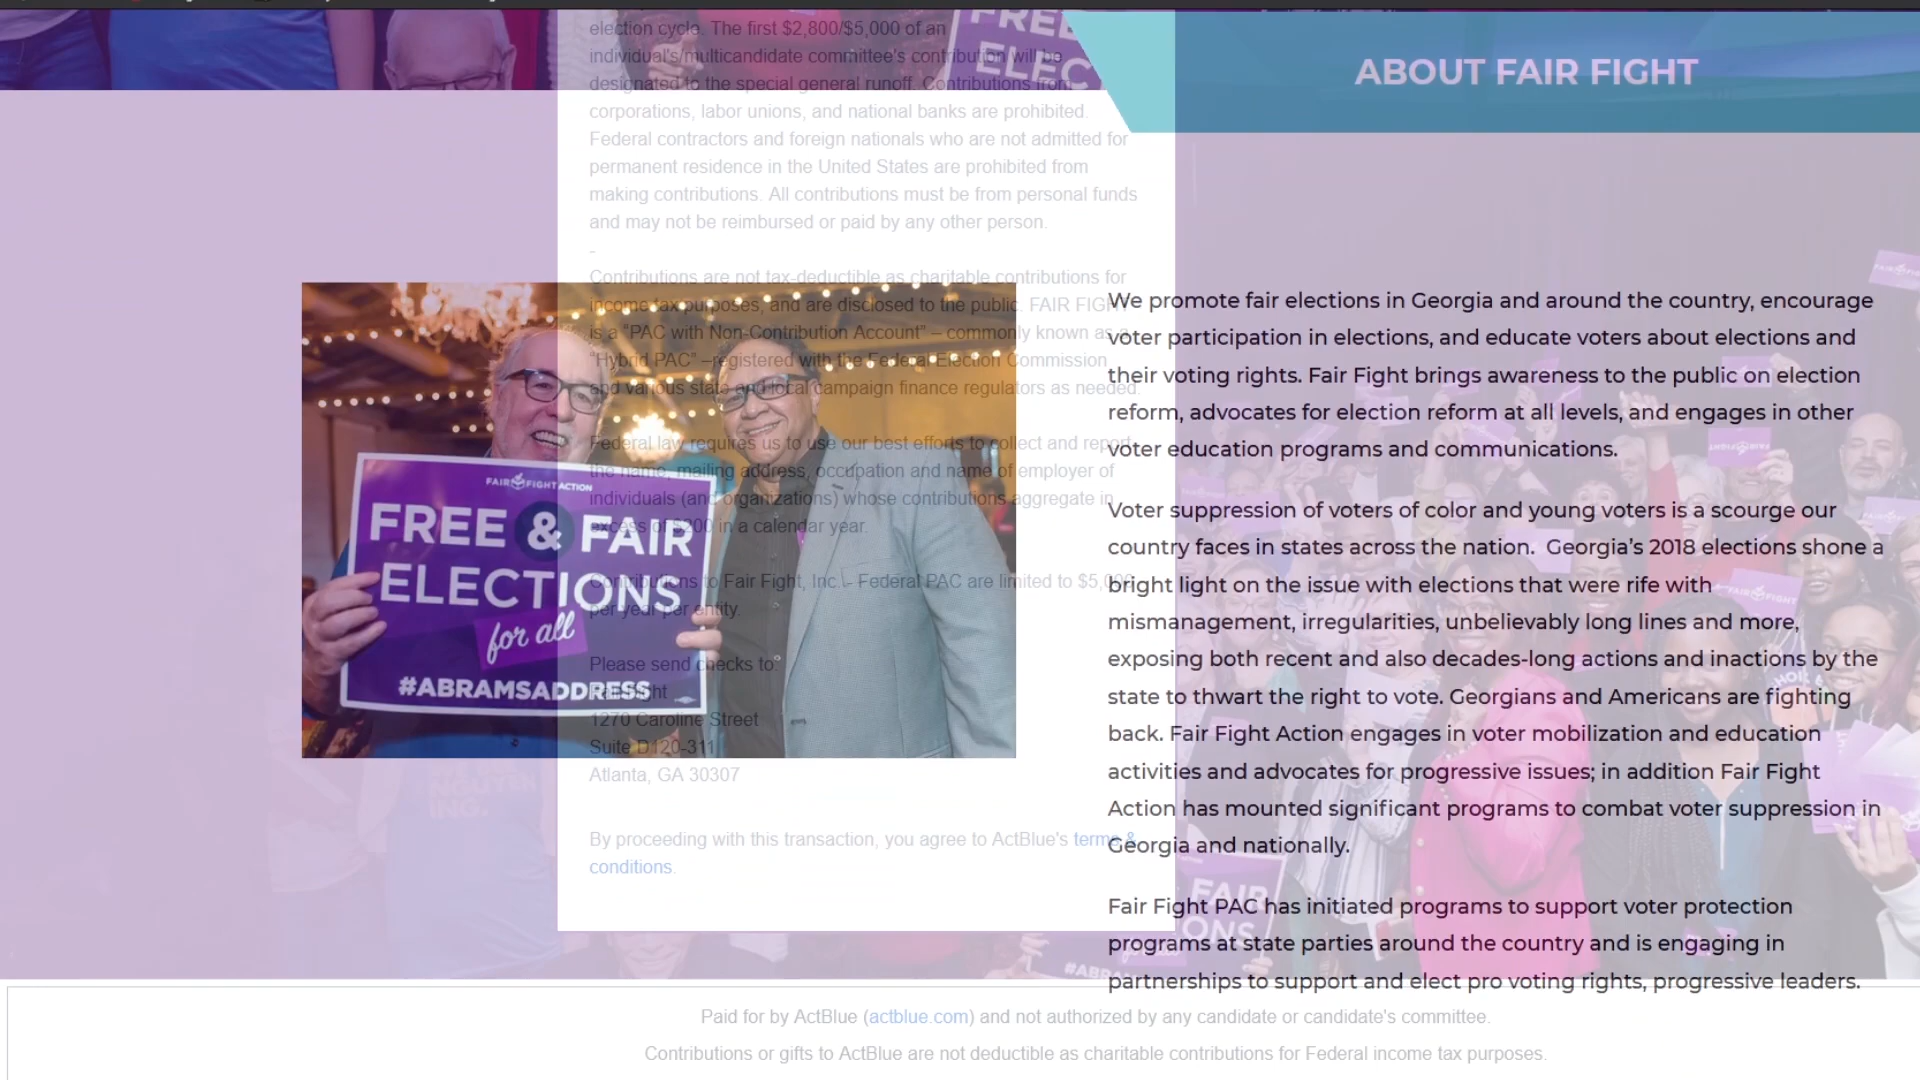 election cycle. The first $2,800/$5,000 of an
individual's/multicandidate committee's contribution will be
designated to the special general runoff. Contributions from
corporations, labor unions, and national banks are prohibited.
Federal contractors and foreign nationals who are not admitted for
permanent residence in the United States are prohibited from
making contributions. All contributions must be from personal funds
and may not be reimbursed or paid by any other person.
-
Contributions are not tax-deductible as charitable contributions for
income tax purposes, and are disclosed to the public. FAIR FIGHT
is a “PAC with Non-Contribution Account” – commonly known as a
“Hybrid PAC” –registered with the Federal Election Commission
and various state and local campaign finance regulators as needed.
Federal law requires us to use our best efforts to collect and report
the name, mailing address, occupation and name of employer of
individuals (and organizations) whose contributions aggregate in
excess of $200 in a calendar year.
Contributions to Fair Fight, Inc. - Federal PAC are limited to $5,000
per year per entity.
Please send checks to:
Fair Fight
1270 Caroline Street
Suite D120-311
Atlanta, GA 30307
By proceeding with this transaction, you agree to ActBlue's terms &
conditions.
FREE
ELEC
FAIR FIGHT ACTION
FREE & FAIR
ELECTIONS
for all
#ABRAMSADDRESS
ABOUT FAIR FIGHT
We promote fair elections in Georgia and around the country, encourage
voter participation in elections, and educate voters about elections and
their voting rights. Fair Fight brings awareness to the public on election
reform, advocates for election reform at all levels, and engages in other
voter education programs and communications.
Voter suppression of voters of color and young voters is a scourge our
country faces in states across the nation.  Georgia’s 2018 elections shone a
bright light on the issue with elections that were rife with
mismanagement, irregularities, unbelievably long lines and more,
exposing both recent and also decades-long actions and inactions by the
state to thwart the right to vote. Georgians and Americans are fighting
back. Fair Fight Action engages in voter mobilization and education
activities and advocates for progressive issues; in addition Fair Fight
Action has mounted significant programs to combat voter suppression in
Georgia and nationally.
Fair Fight PAC has initiated programs to support voter protection
programs at state parties around the country and is engaging in
partnerships to support and elect pro voting rights, progressive leaders.
FAIR
ONS
Paid for by ActBlue (actblue.com) and not authorized by any candidate or candidate's committee.
Contributions or gifts to ActBlue are not deductible as charitable contributions for Federal income tax purposes.